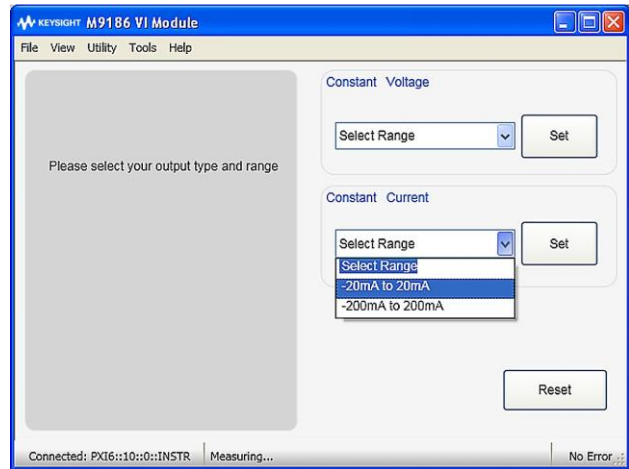 KEYSIGHT M9186 VI Module
File View Utility Tools Help
Please select your output type and range
Constant Voltage
Select Range
Set
Constant Current
Select Range
Set
Select Range
-20mA to 20mA
-200mA to 200mA
Reset
Connected: PXI6::10::0::INSTR Measuring... No Error